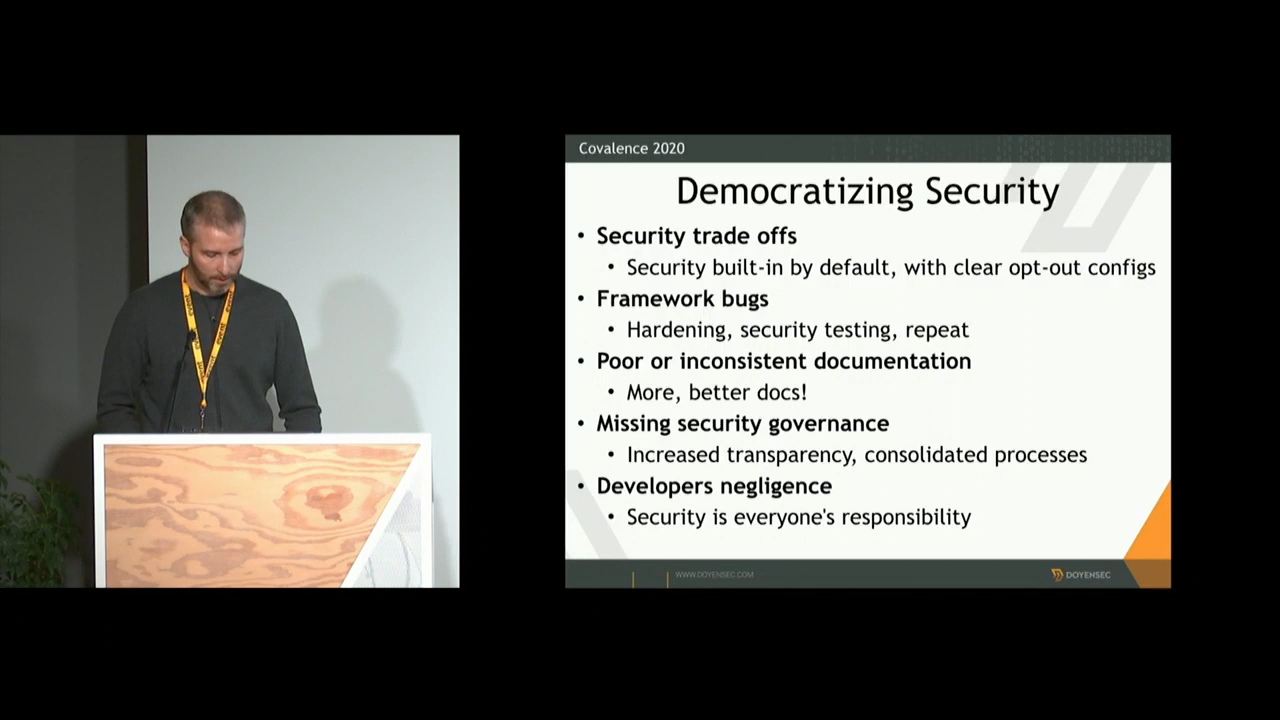 Covalence 2020
Democratizing Security
• Security trade offs
• Security built-in by default, with clear opt-out configs
• Framework bugs
• Hardening, security testing, repeat
• Poor or inconsistent documentation
• More, better docs!
• Missing security governance
• Increased transparency, consolidated processes
• Developers negligence
• Security is everyone's responsibility
WWW.DOYENSEC.COM
DOYENSEC